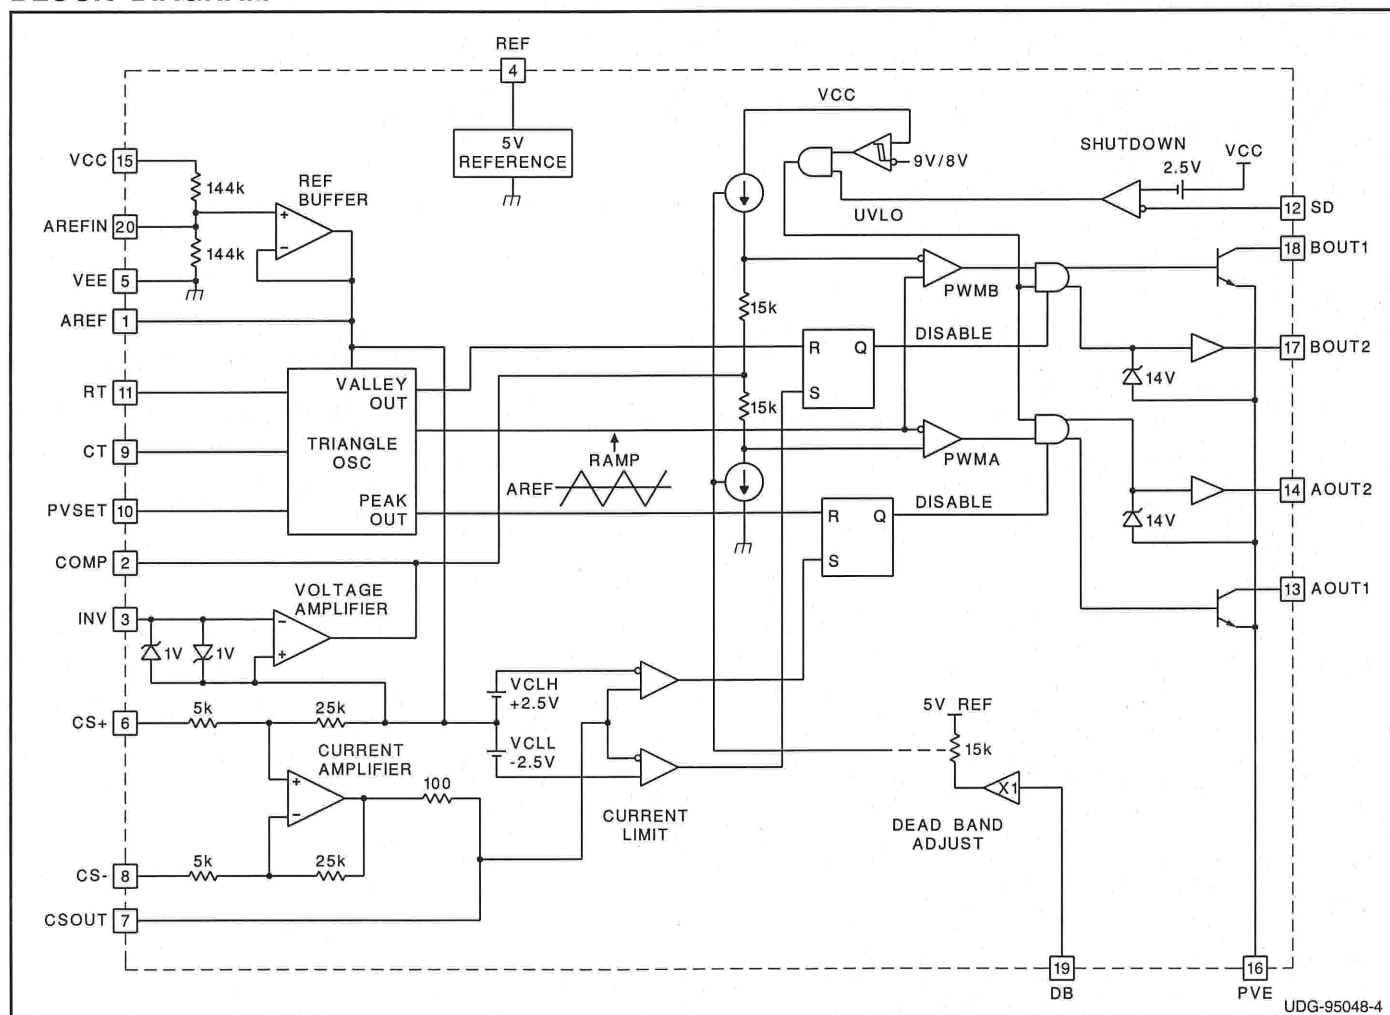 REF
4
5V
REFERENCE
VCC
9V/8V
UVLO
SHUTDOWN
2.5V
VCC
12 SD
18 BOUT1
17 BOUT2
14 AOUT2
13 AOUT1
VCC 15
AREFIN 20
VEE 5
AREF 1
RT 11
CT 9
PVSET 10
COMP 2
INV 3
CS+ 6
CS- 8
CSOUT 7
144k
144k
REF
BUFFER
+
−
VALLEY
OUT
TRIANGLE
OSC
PEAK
OUT
RAMP
AREF
15k
15k
PWMB
PWMA
R Q
S
DISABLE
R Q
S
DISABLE
14V
14V
VOLTAGE
AMPLIFIER
−
+
1V
1V
5k
25k
CURRENT
AMPLIFIER
+
−
100
5k
25k
VCLH
+2.5V
VCLL
-2.5V
CURRENT
LIMIT
5V REF
15k
X1
DEAD BAND
ADJUST
19
DB
16
PVE
UDG-95048-4